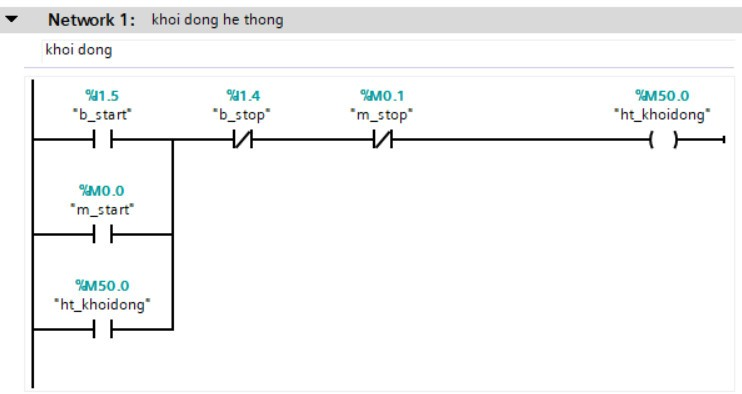 Network 1: khoi dong he thong
khoi dong
%I1.5 %I1.4 %M0.1 %M50.0
"b_start" "b_stop" "m_stop" "ht_khoidong"
%M0.0
"m_start"
%M50.0
"ht_khoidong"